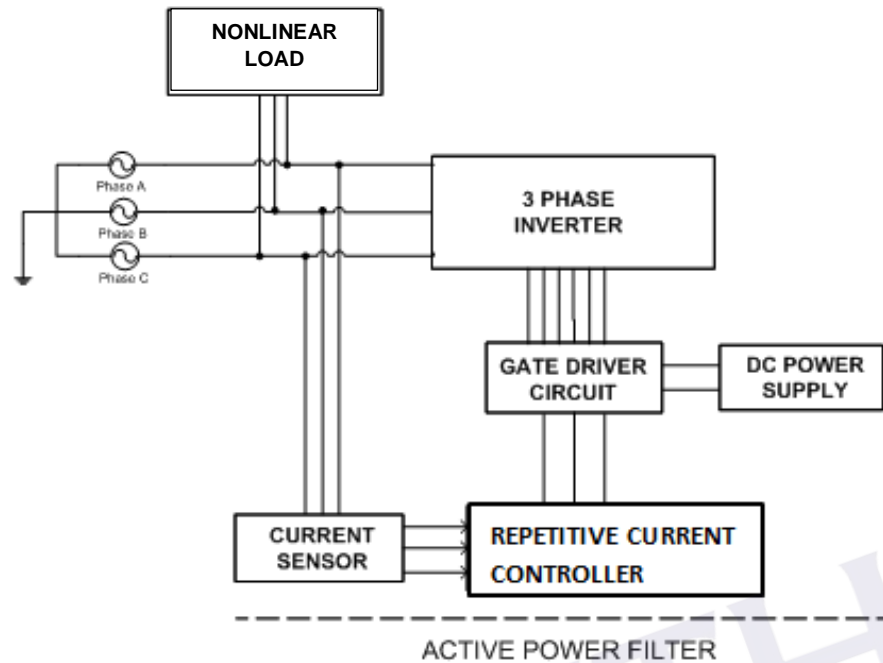 NONLINEAR
LOAD
Phase A
Phase B
Phase C
3 PHASE
INVERTER
GATE DRIVER
CIRCUIT
DC POWER
SUPPLY
CURRENT
SENSOR
REPETITIVE CURRENT
CONTROLLER
ACTIVE POWER FILTER